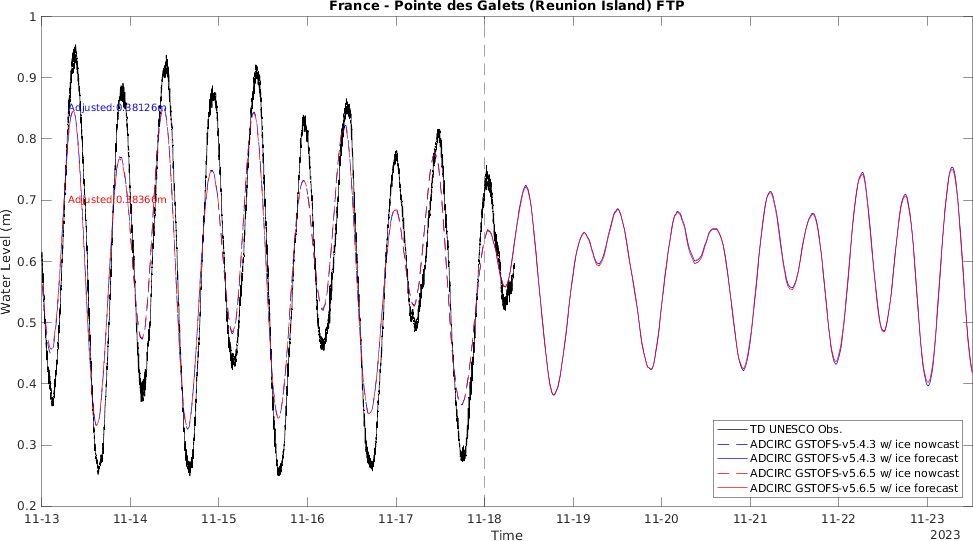 France - Pointe des Galets (Reunion Island) FTP
1
0.9
0.8
0.7
0.6
0.5
0.4
0.3
0.2
Water Level (m)
Adjusted:0.38126m
Adjusted:0.38366m
TD UNESCO Obs.
ADCIRC GSTOFS-v5.4.3 w/ ice nowcast
ADCIRC GSTOFS-v5.4.3 w/ ice forecast
ADCIRC GSTOFS-v5.6.5 w/ ice nowcast
ADCIRC GSTOFS-v5.6.5 w/ ice forecast
11-13 11-14 11-15 11-16 11-17 11-18 11-19 11-20 11-21 11-22 11-23
Time
2023